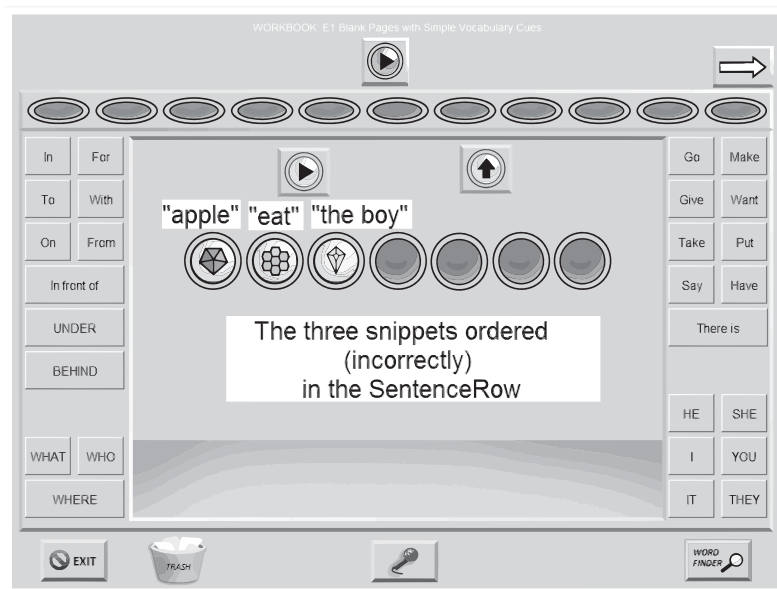 WORKBOOK: E1 Blank Pages with Simple Vocabulary Cues
In
For
To
With
On
From
In front of
UNDER
BEHIND
WHAT
WHO
WHERE
"apple" "eat" "the boy"
The three snippets ordered
(incorrectly)
in the SentenceRow
Go
Make
Give
Want
Take
Put
Say
Have
There is
HE
SHE
I
YOU
IT
THEY
EXIT
TRASH
WORD
FINDER